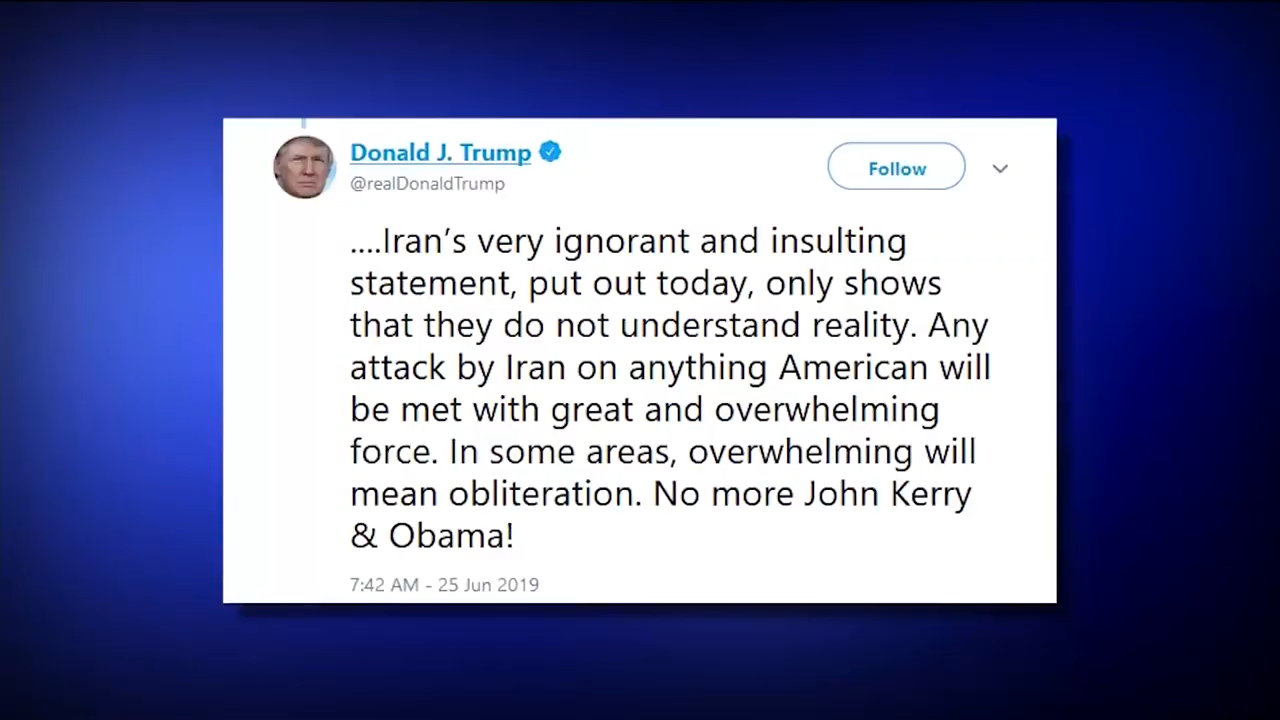 Donald J. Trump
@realDonaldTrump
Follow
....Iran’s very ignorant and insulting
statement, put out today, only shows
that they do not understand reality. Any
attack by Iran on anything American will
be met with great and overwhelming
force. In some areas, overwhelming will
mean obliteration. No more John Kerry
& Obama!
7:42 AM - 25 Jun 2019